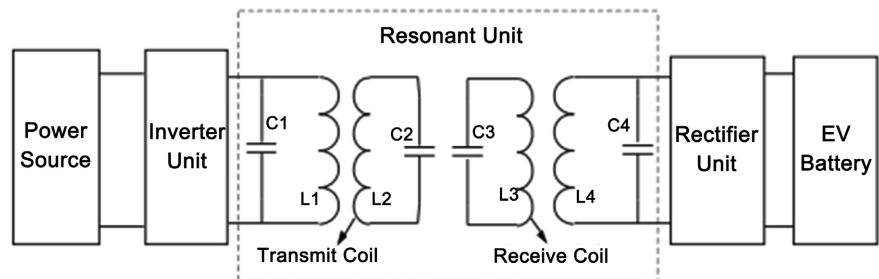 Resonant Unit
Power
Source
Inverter
Unit
C1
L1
L2
C2
C3
L3
L4
C4
Rectifier
Unit
EV
Battery
Transmit Coil
Receive Coil